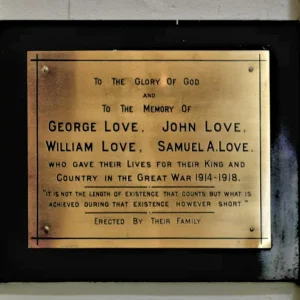 To The Glory Of God
and
To The Memory Of
George Love, John Love,
William Love, Samuel A. Love.
who gave their Lives for their King and
Country in the Great War 1914-1918.
"It is not the length of existence that counts but what is
achieved during that existence however short"
Erected By Their Family